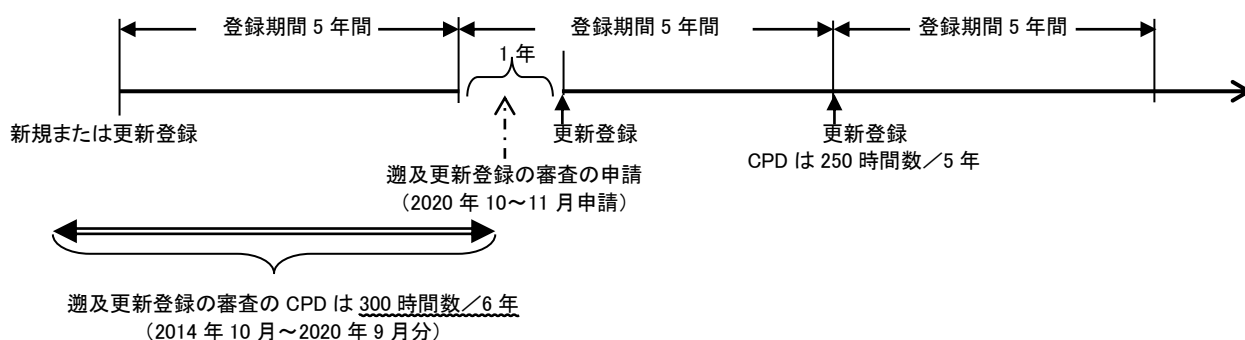 登録期間 5 年間
登録期間 5 年間
登録期間 5 年間
1 年
新規または更新登録
更新登録
更新登録
CPD は 250 時間数／5 年
遡及更新登録の審査の申請
（2020 年 10～11 月申請）
遡及更新登録の審査の CPD は 300 時間数／6 年
（2014 年 10 月～2020 年 9 月分）